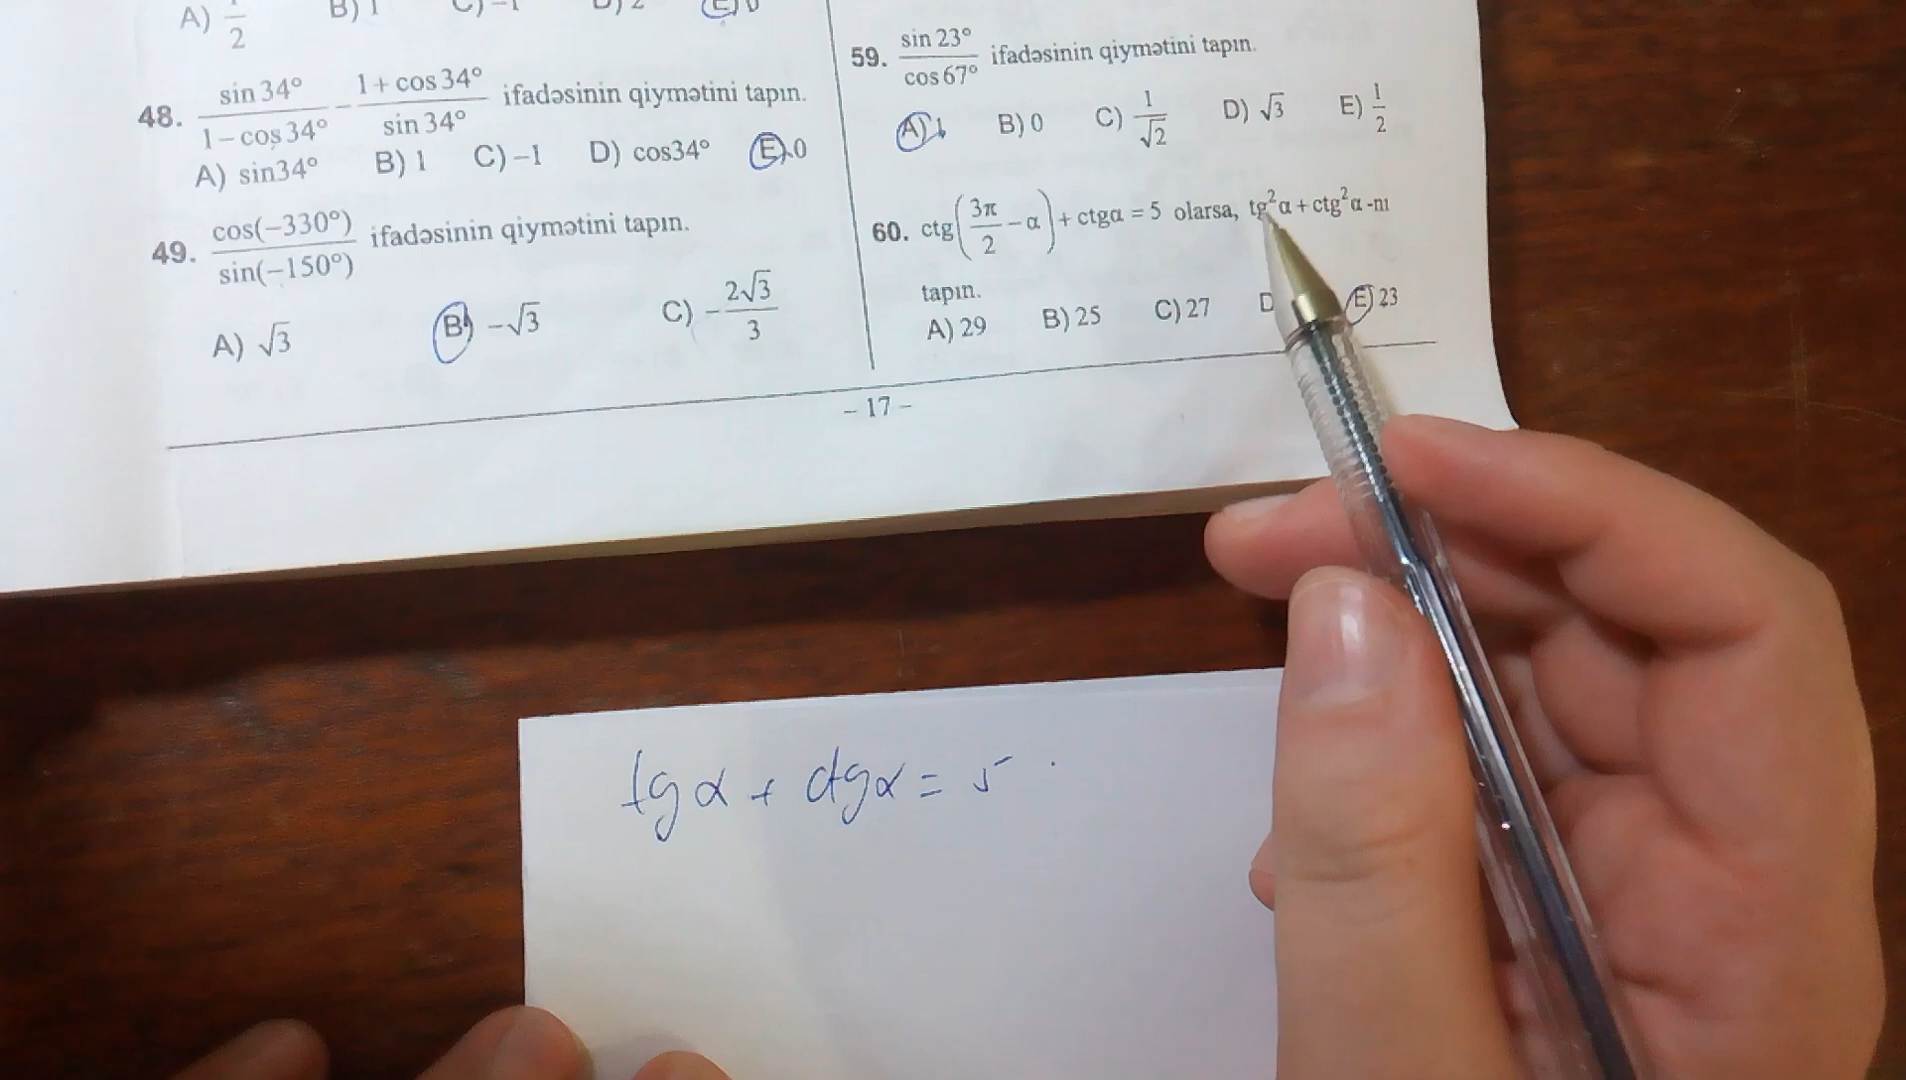 A) 1/2 B) 1 C) −1 D) 2 E) 0
48. sin 34° / 1 − cos 34° − 1 + cos 34° / sin 34° ifadəsinin qiymətini tapın.
A) sin34° B) 1 C) −1 D) cos34° E) 0
49. cos(−330°) / sin(−150°) ifadəsinin qiymətini tapın.
A) √3 B) −√3 C) −2√3/3
59. sin 23° / cos 67° ifadəsinin qiymətini tapın.
A) 1 B) 0 C) 1/√2 D) √3 E) 1/2
60. ctg(3π/2 − α) + ctgα = 5 olarsa, tg²α + ctg²α -nı
tapın.
A) 29 B) 25 C) 27 D E) 23
− 17 −
tg α + ctg α = 5